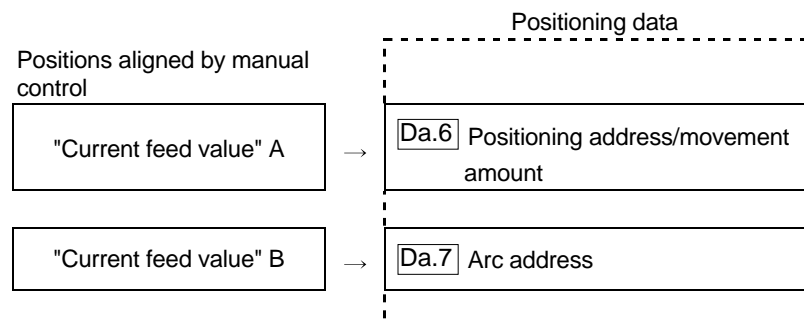 Positioning data
Positions aligned by manual
control
"Current feed value" A
→
Da.6 Positioning address/movement
amount
"Current feed value" B
→
Da.7 Arc address